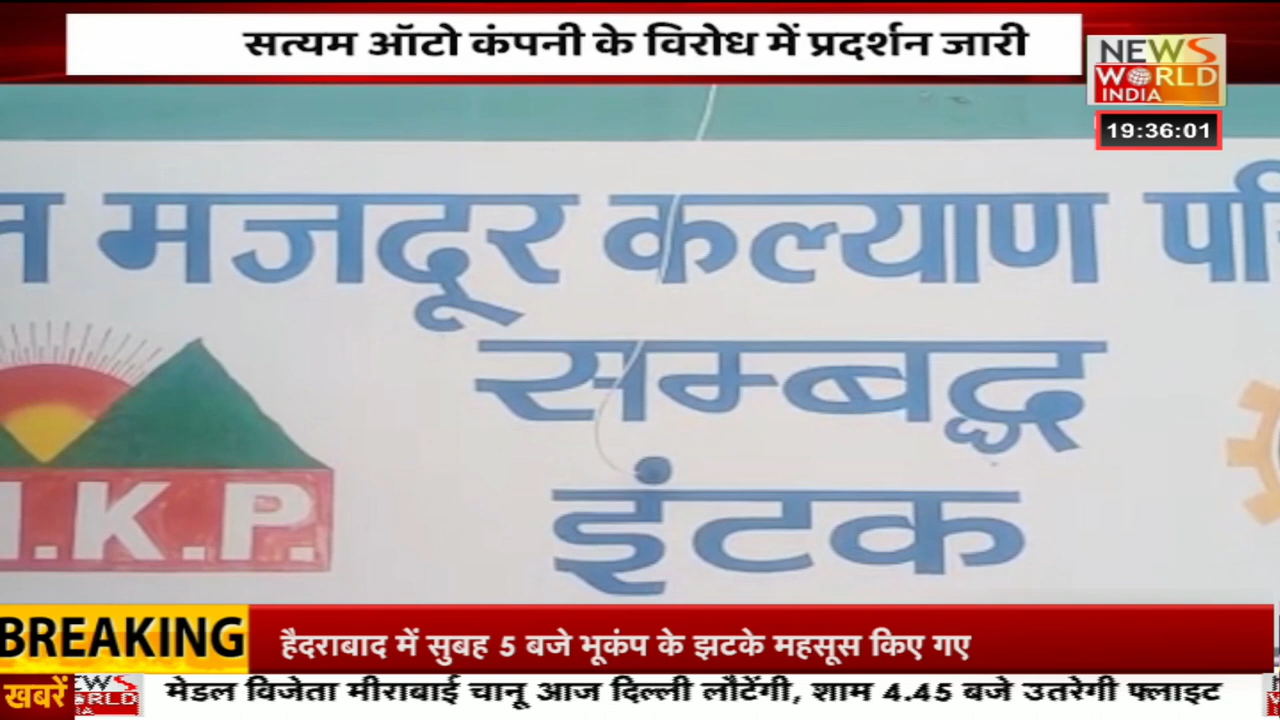 सत्यम ऑटो कंपनी के विरोध में प्रदर्शन जारी
NEWS
WORLD
INDIA
19:36:01
मजदूर कल्याण
सम्बद्ध
इंटक
.K.P.
BREAKING
हैदराबाद में सुबह 5 बजे भूकंप के झटके महसूस किए गए
खबरें
मेडल विजेता मीराबाई चानू आज दिल्ली लौटेंगी, शाम 4.45 बजे उतरेगी फ्लाइट